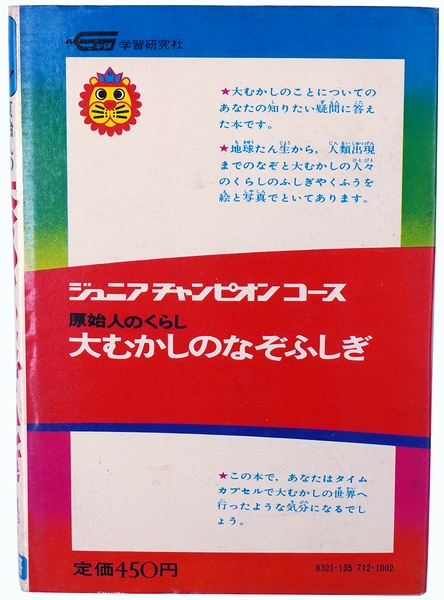 学研 学習研究社
★大むかしのことについての
あなたの知りたい疑問に答え
た本です。
★地球たん生から、人類出現
までのなぞと大むかしの人々
のくらしのふしぎやくふうを
絵と写真でといてあります。
ジュニアチャンピオンコース
原始人のくらし
大むかしのなぞふしぎ
★この本で、あなたはタイム
カプセルで大むかしの世界へ
行ったような気分になるでし
ょう。
定価450円
8321-135 712-1002